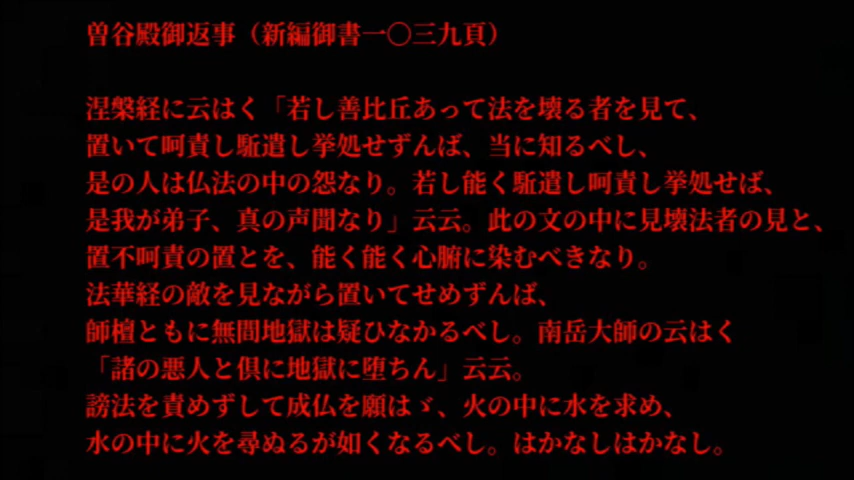 曽谷殿御返事（新編御書一〇三九頁）
涅槃経に云はく「若し善比丘あって法を壊る者を見て、
置いて呵責し駈遣し挙処せずんば、当に知るべし、
是の人は仏法の中の怨なり。若し能く駈遣し呵責し挙処せば、
是我が弟子、真の声聞なり」云云。此の文の中に見壊法者の見と、
置不呵責の置とを、能く能く心腑に染むべきなり。
法華経の敵を見ながら置いてせめずんば、
師檀ともに無間地獄は疑ひなかるべし。南岳大師の云はく
「諸の悪人と倶に地獄に堕ちん」云云。
謗法を責めずして成仏を願はゞ、火の中に水を求め、
水の中に火を尋ぬるが如くなるべし。はかなしはかなし。